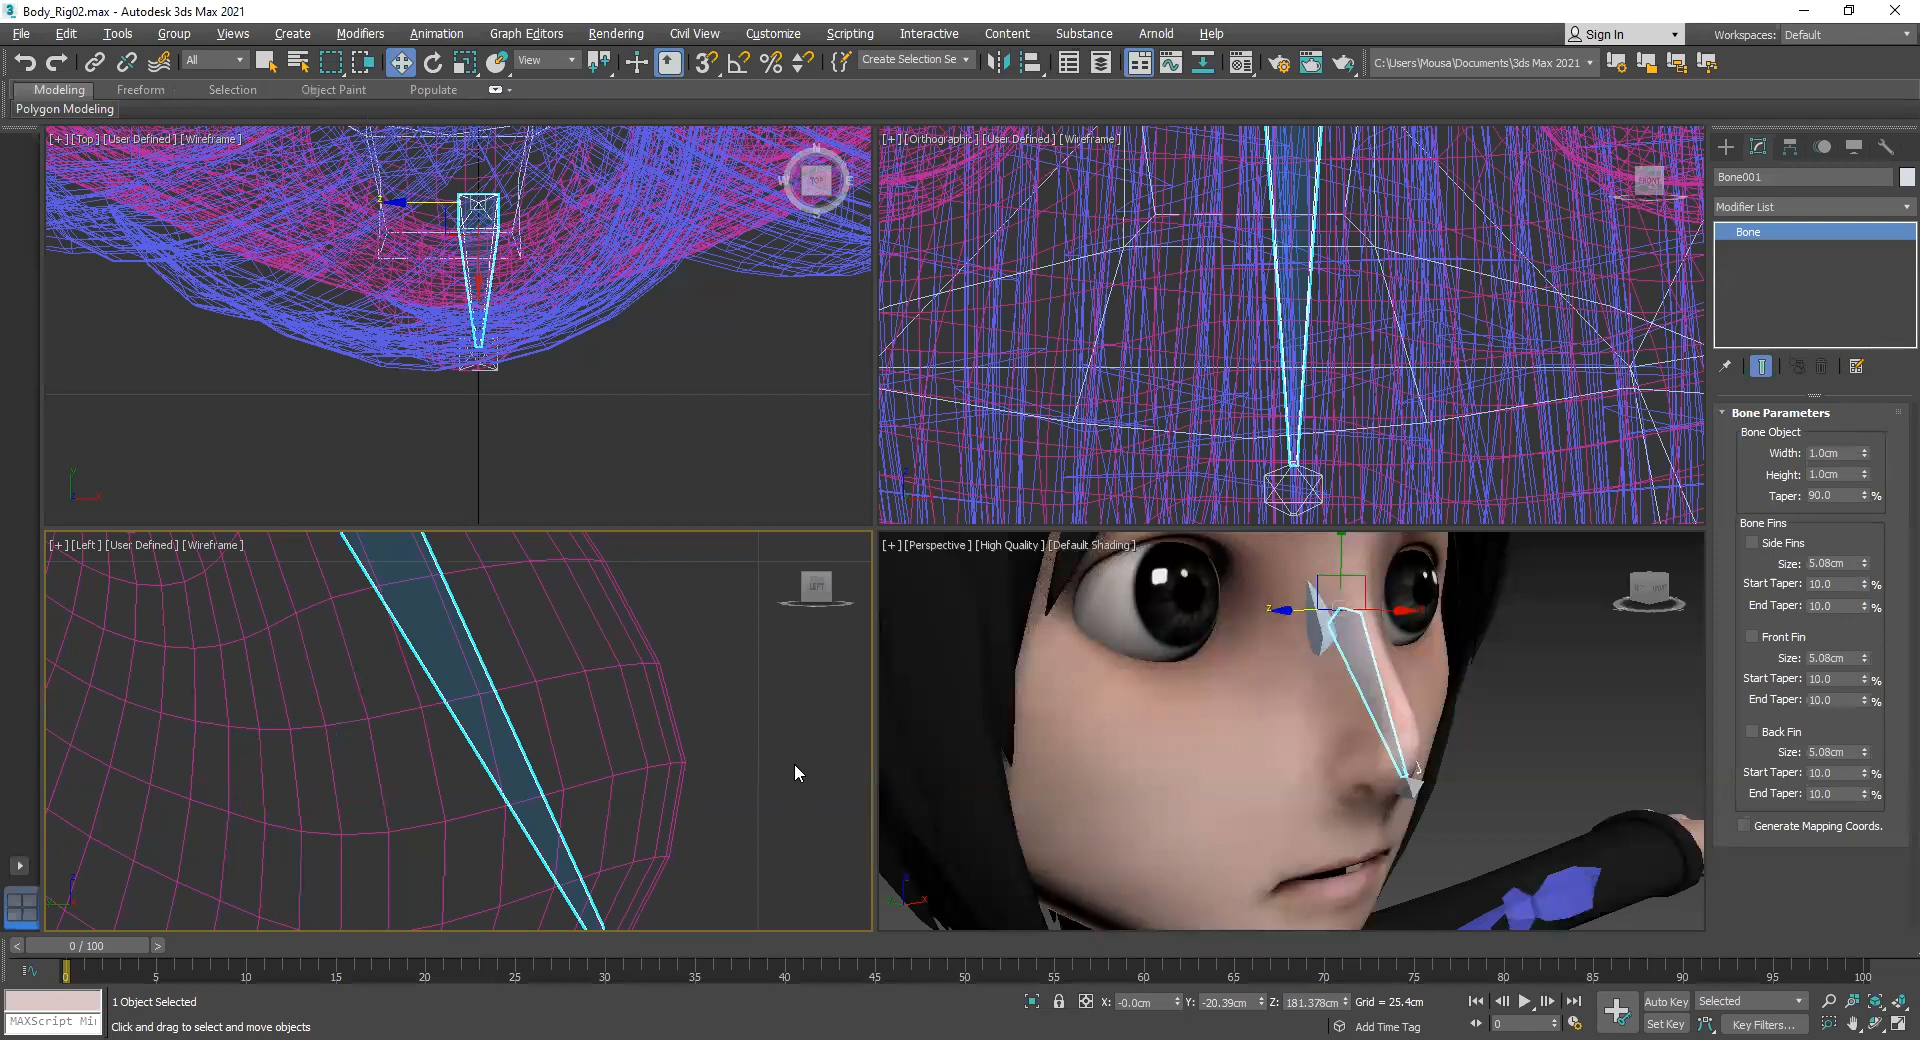 Body_Rig02.max - Autodesk 3ds Max 2021
File Edit Tools Group Views Create Modifiers Animation Graph Editors Rendering Civil View Customize Scripting Interactive Content Substance Arnold Help
Sign In
Workspaces: Default
All
View
Create Selection Se
C:\Users\Mousa\Documents\3ds Max 2021
Modeling Freeform Selection Object Paint Populate
Polygon Modeling
[+] [Top] [User Defined] [Wireframe]
[+] [Orthographic] [User Defined] [Wireframe]
N
W
E
S
TOP
FRONT
Bone001
Modifier List
Bone
Bone Parameters
Bone Object
Width: 1.0cm
Height: 1.0cm
Taper: 90.0 %
Bone Fins
Side Fins
Size: 5.08cm
Start Taper: 10.0 %
End Taper: 10.0 %
Front Fin
Size: 5.08cm
Start Taper: 10.0 %
End Taper: 10.0 %
Back Fin
Size: 5.08cm
Start Taper: 10.0 %
End Taper: 10.0 %
Generate Mapping Coords.
[+] [Left] [User Defined] [Wireframe]
[+] [Perspective] [High Quality] [Default Shading]
LEFT
z
0 / 100
0 5 10 15 20 25 30 35 40 45 50 55 60 65 70 75 80 85 90 95 100
1 Object Selected
MAXScript Mi
Click and drag to select and move objects
X: -0.0cm Y: -20.39cm Z: 181.378cm Grid = 25.4cm
Add Time Tag
0
Auto Key
Selected
Set Key
Key Filters...